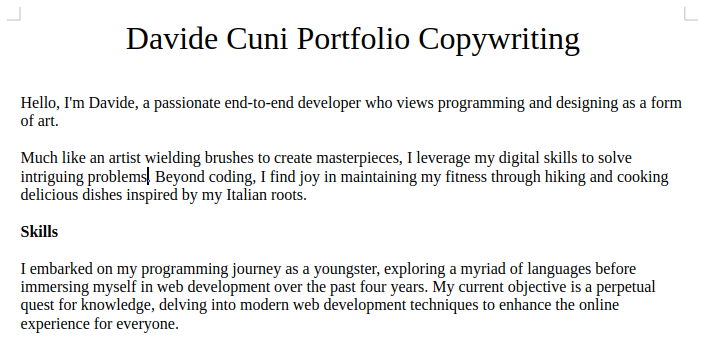 Davide Cuni Portfolio Copywriting
Hello, I'm Davide, a passionate end-to-end developer who views programming and designing as a form
of art.
Much like an artist wielding brushes to create masterpieces, I leverage my digital skills to solve
intriguing problems. Beyond coding, I find joy in maintaining my fitness through hiking and cooking
delicious dishes inspired by my Italian roots.
Skills
I embarked on my programming journey as a youngster, exploring a myriad of languages before
immersing myself in web development over the past four years. My current objective is a perpetual
quest for knowledge, delving into modern web development techniques to enhance the online
experience for everyone.